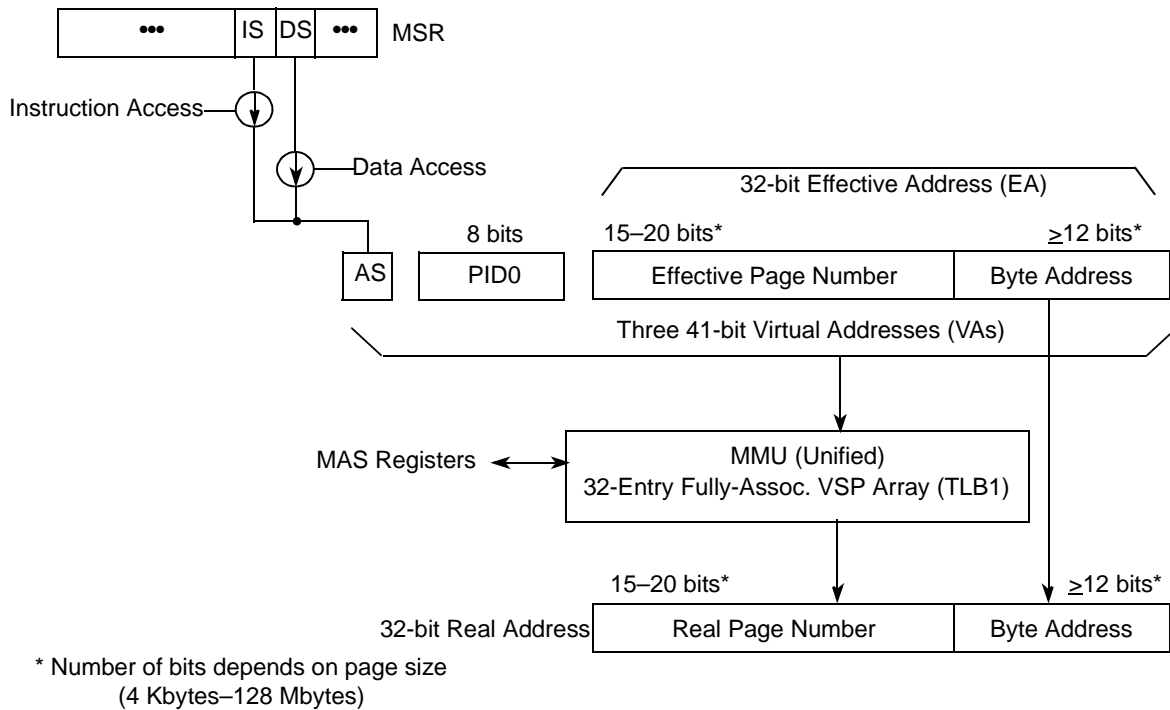 ••• IS DS ••• MSR
Instruction Access
Data Access
32-bit Effective Address (EA)
8 bits 15–20 bits* ≥12 bits*
AS PID0 Effective Page Number Byte Address
Three 41-bit Virtual Addresses (VAs)
MAS Registers
MMU (Unified)
32-Entry Fully-Assoc. VSP Array (TLB1)
15–20 bits* ≥12 bits*
32-bit Real Address Real Page Number Byte Address
* Number of bits depends on page size
(4 Kbytes–128 Mbytes)